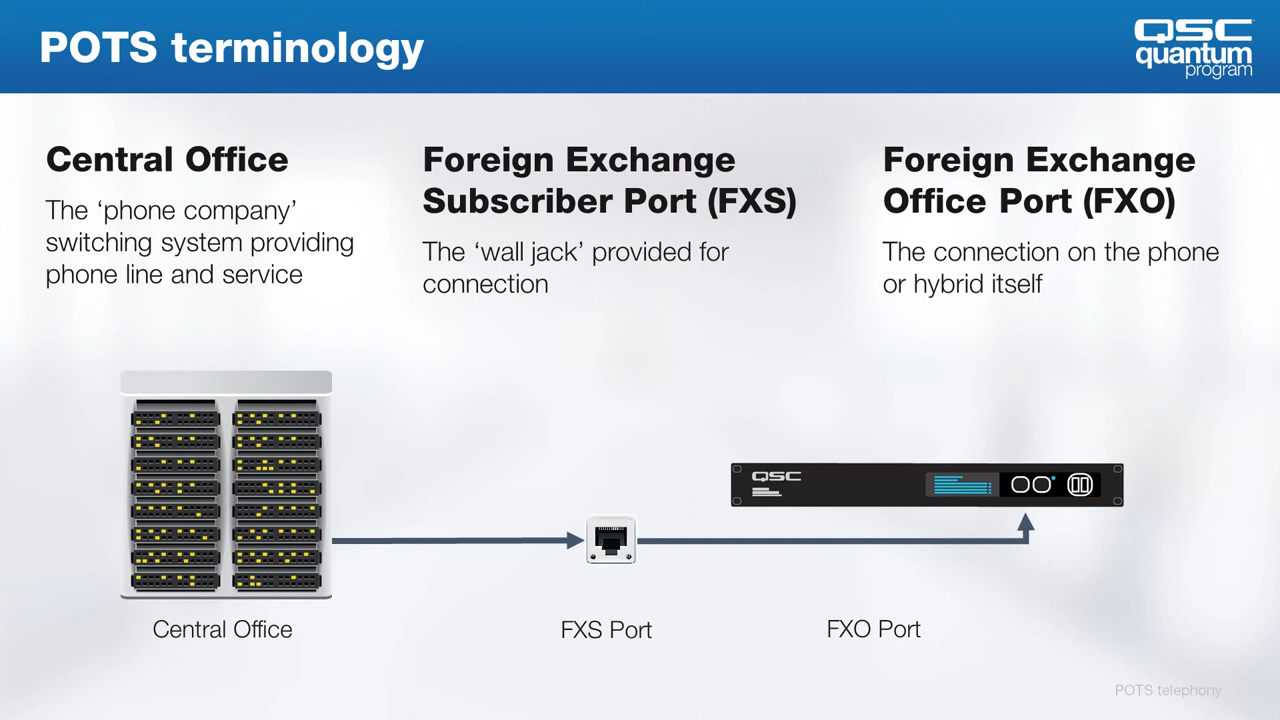 POTS terminology
QSC
quantum
program
Central Office
The ‘phone company’
switching system providing
phone line and service
Foreign Exchange
Subscriber Port (FXS)
The ‘wall jack’ provided for
connection
Foreign Exchange
Office Port (FXO)
The connection on the phone
or hybrid itself
QSC
Central Office
FXS Port
FXO Port
POTS telephony